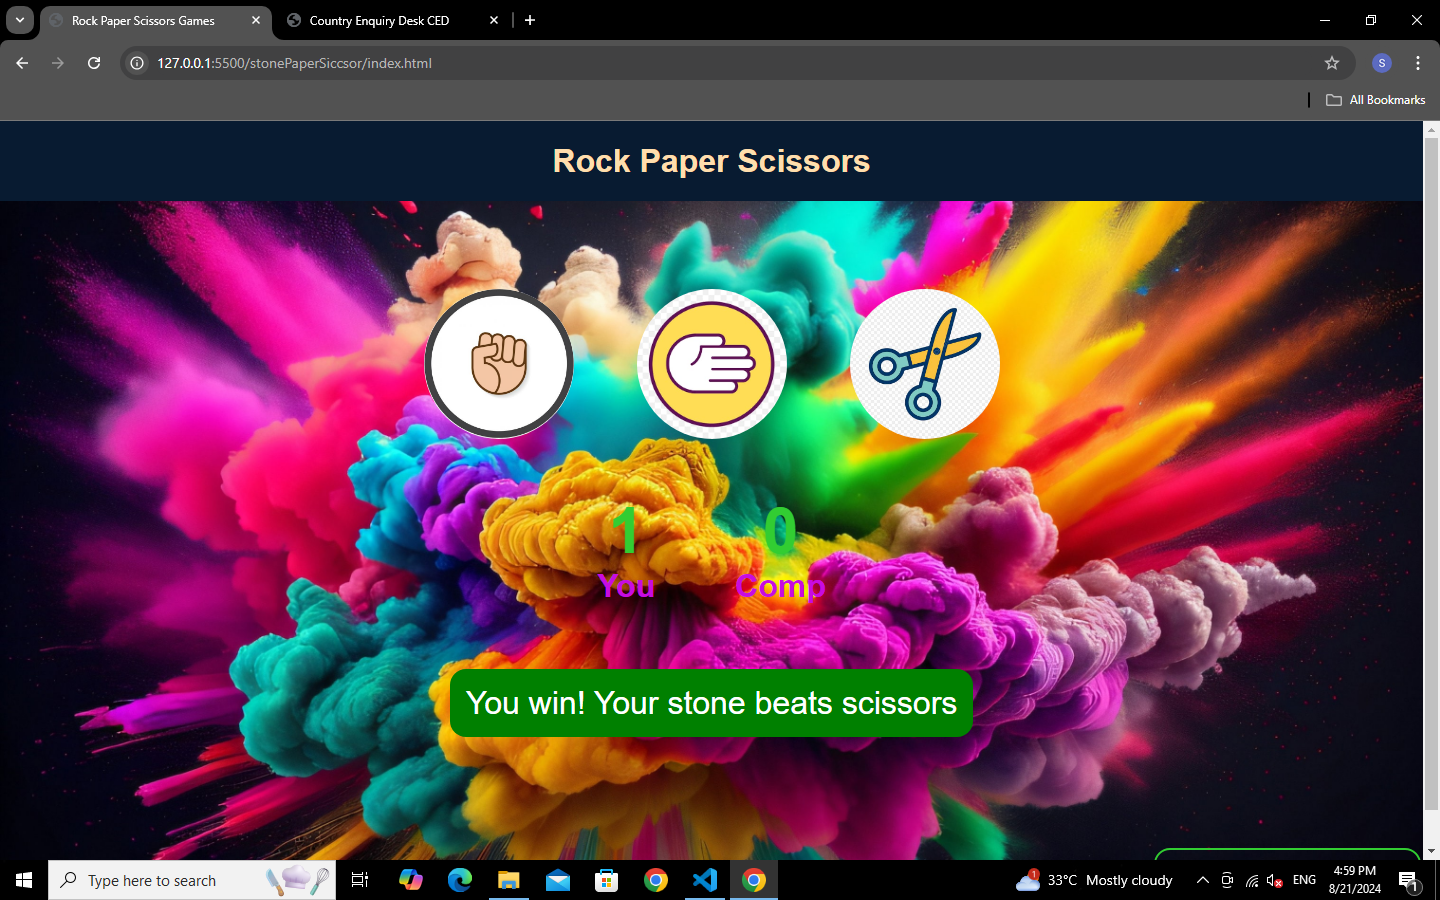 Rock Paper Scissors Games
Country Enquiry Desk CED
127.0.0.1:5500/stonePaperSiccsor/index.html
S
All Bookmarks
Rock Paper Scissors
1 0
You Comp
You win! Your stone beats scissors
Type here to search
1
33°C Mostly cloudy
ENG
4:59 PM
8/21/2024
1